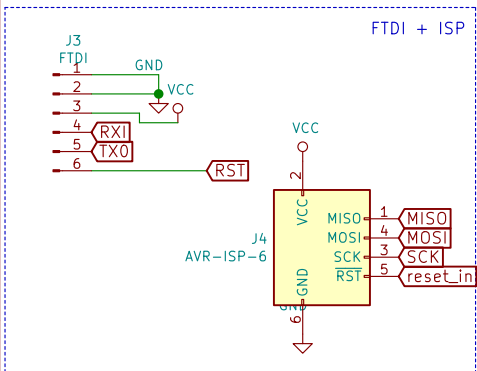 FTDI + ISP
J3
FTDI
1
GND
2
VCC
3
4 RXI
5 TXO
6 RST
VCC
2
VCC
MISO 1 MISO
J4
MOSI 4 MOSI
AVR-ISP-6
SCK 3 SCK
RST 5 reset_in
GND
GND
6